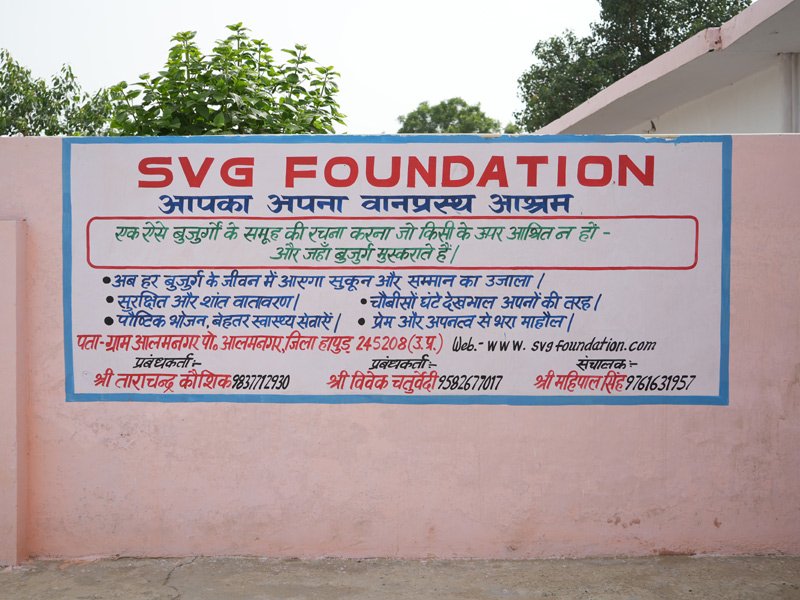 SVG FOUNDATION
आपका अपना वानप्रस्थ आश्रम
एक ऐसे बुजुर्गों के समूह की रचना करना जो किसी के ऊपर आश्रित न हों -
और जहाँ बुजुर्ग मुस्कराते हैं।
• अब हर बुजुर्ग के जीवन में आएगा सुकून और सम्मान का उजाला।
• सुरक्षित और शांत वातावरण। • चौबीसों घंटे देखभाल अपनों की तरह।
• पौष्टिक भोजन, बेहतर स्वास्थ्य सेवाऐं। • प्रेम और अपनत्व से भरा माहौल।
पता-ग्राम आलमनगर पो. आलमनगर, जिला हापुड़ 245208 (उ.प्र.) Web.- www. svgfoundation.com
प्रबंधकर्ता :- प्रबंधकर्ता :- संचालक :-
श्री ताराचन्द्र कौशिक 9837712930 श्री विवेक चतुर्वेदी 9582677017 श्री महिपाल सिंह 9761631957